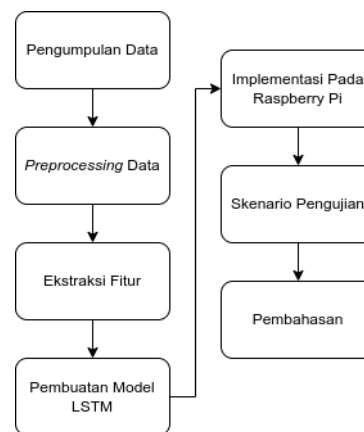 Pengumpulan Data
Preprocessing Data
Ekstraksi Fitur
Pembuatan Model
LSTM
Implementasi Pada
Raspberry Pi
Skenario Pengujian
Pembahasan